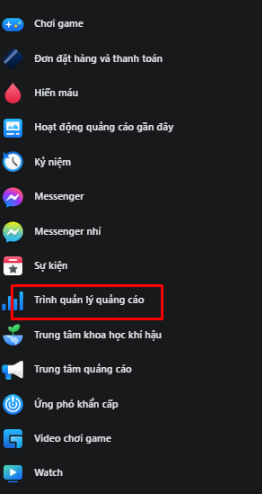 Chơi game
Đơn đặt hàng và thanh toán
Hiến máu
Hoạt động quảng cáo gần đây
Kỷ niệm
Messenger
Messenger nhí
Sự kiện
Trình quản lý quảng cáo
Trung tâm khoa học khí hậu
Trung tâm quảng cáo
Ứng phó khẩn cấp
Video chơi game
Watch